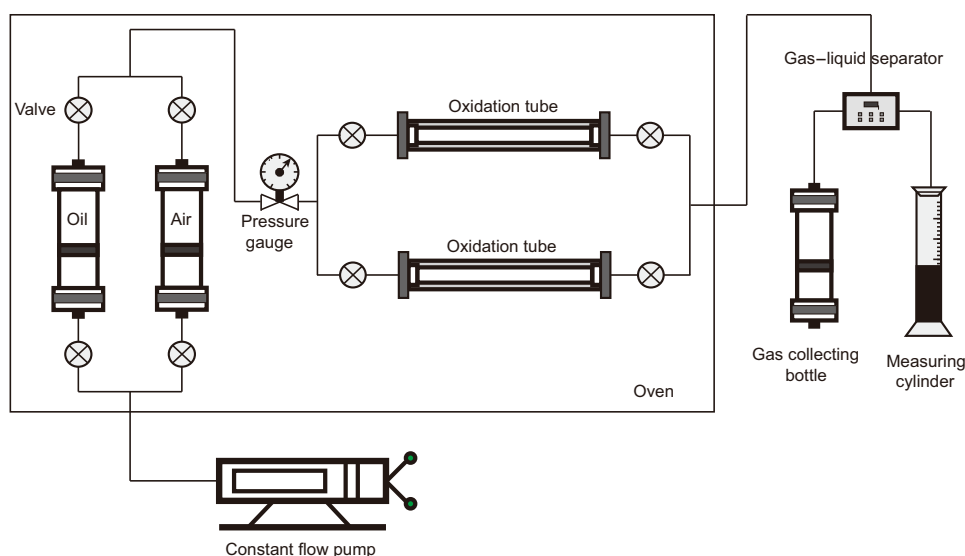 Gas–liquid separator
Valve
Oxidation tube
Oil
Air
Pressure
gauge
Oxidation tube
Gas collecting
bottle
Measuring
cylinder
Oven
Constant flow pump